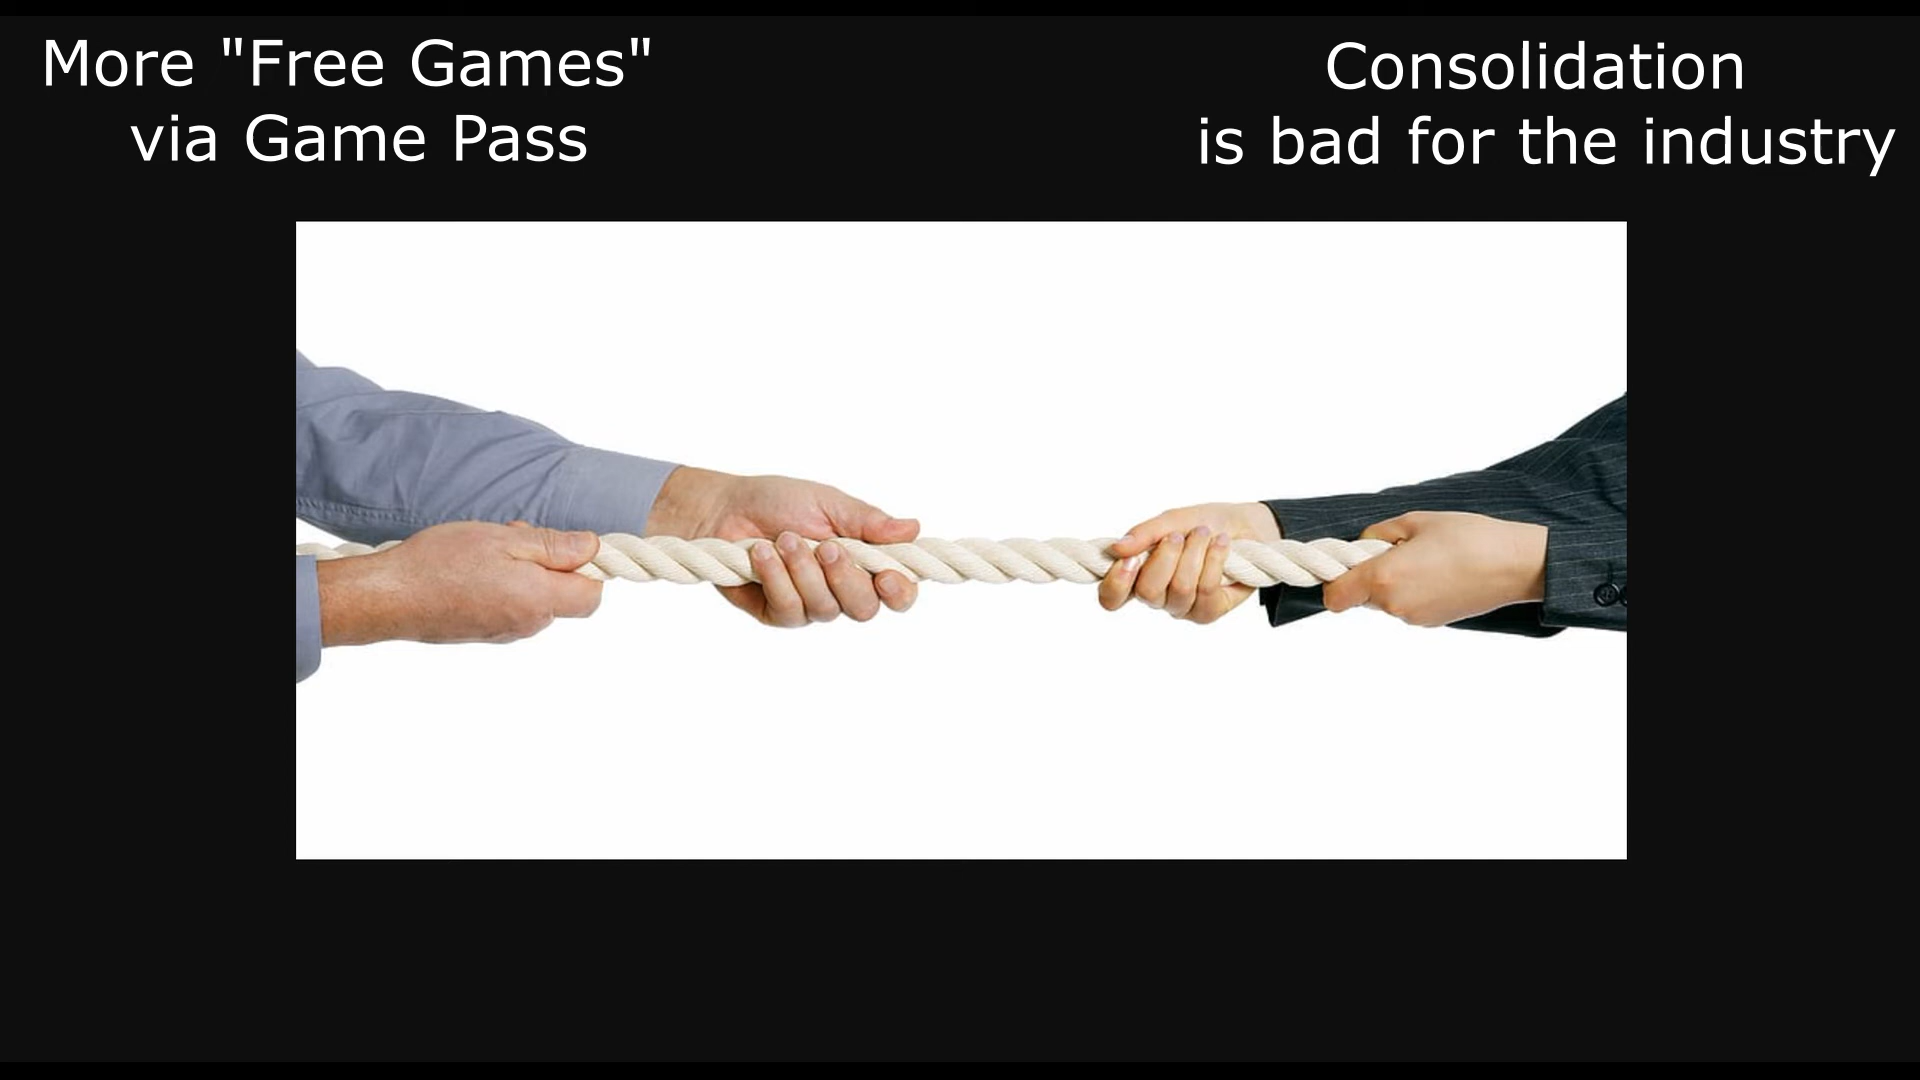 More "Free Games"
via Game Pass
Consolidation
is bad for the industry